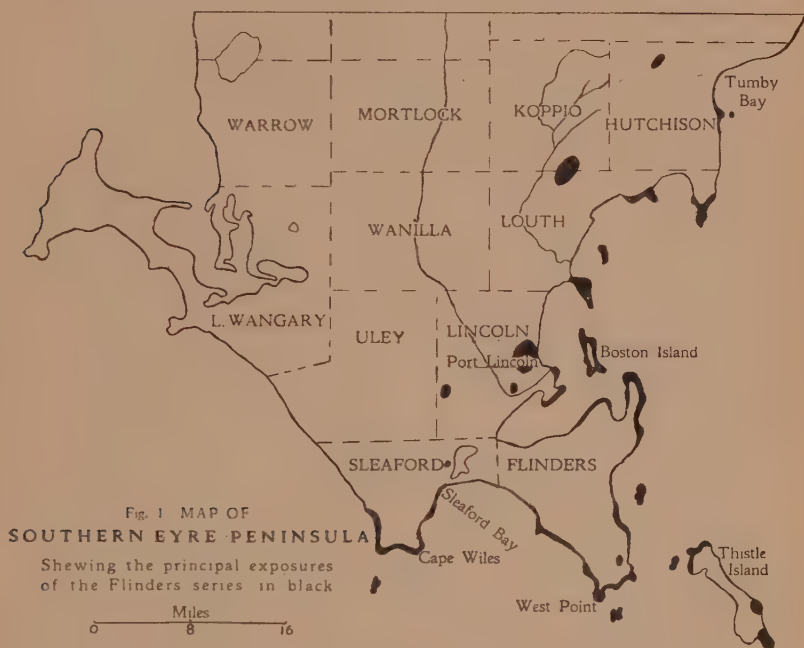 Tumby
Bay
WARROW
MORTLOCK
KOPPIO
HUTCHISON
WANILLA
LOUTH
L. WANGARY
ULEY
LINCOLN
Port Lincoln
Boston Island
SLEAFORD
FLINDERS
Sleaford Bay
Cape Wiles
West Point
Thistle
Island
Fig. 1 MAP OF
SOUTHERN EYRE PENINSULA
Shewing the principal exposures
of the Flinders series in black
Miles
0 8 16